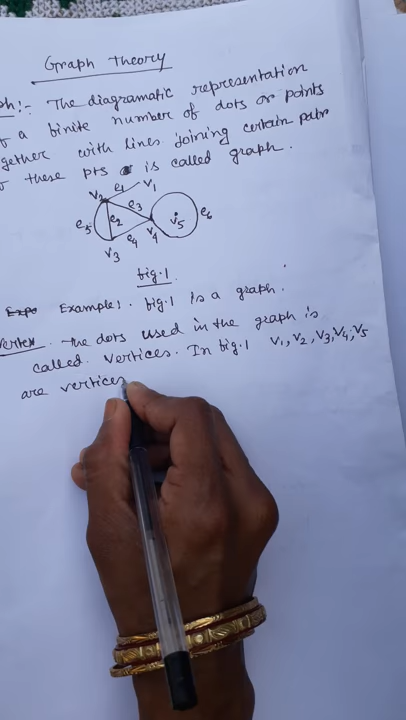 Graph Theory
ph:- The diagramatic representation
of a finite number of dots or points
gether with lines joining certain pair
these pts is called graph.
v2 e1 v1
e3
e5 e2 v5 e6
e4 v4
v3
fig.1
Example:. fig.1 is a graph.
Vertex. The dots used in the graph is
called vertices. In fig.1 v1, v2, v3, v4, v5
are vertices